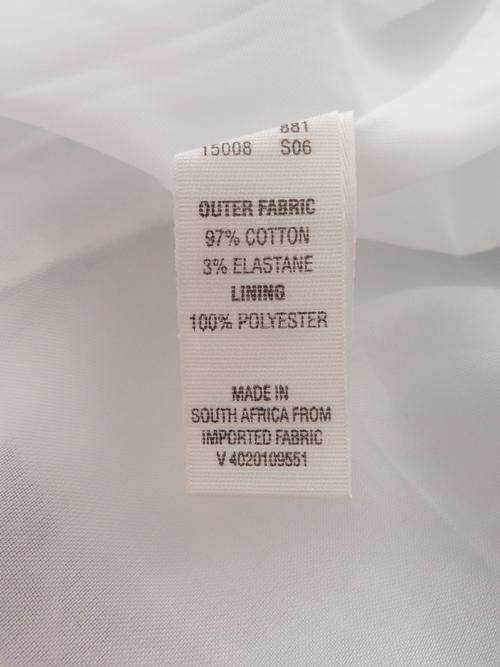 881
15008 S06
OUTER FABRIC
97% COTTON
3% ELASTANE
LINING
100% POLYESTER
MADE IN
SOUTH AFRICA FROM
IMPORTED FABRIC
V 4020109551